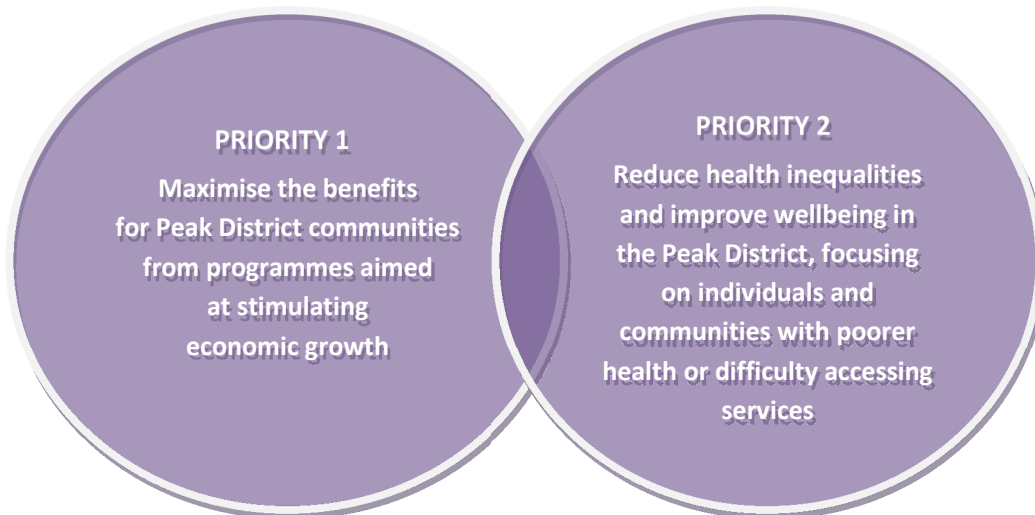 PRIORITY 1
Maximise the benefits
for Peak District communities
from programmes aimed
at stimulating
economic growth
PRIORITY 2
Reduce health inequalities
and improve wellbeing in
the Peak District, focusing
on individuals and
communities with poorer
health or difficulty accessing
services